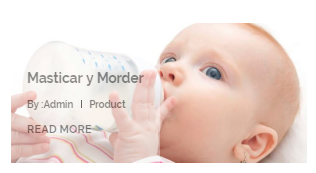 Masticar y Morder
By :Admin | Product
READ MORE